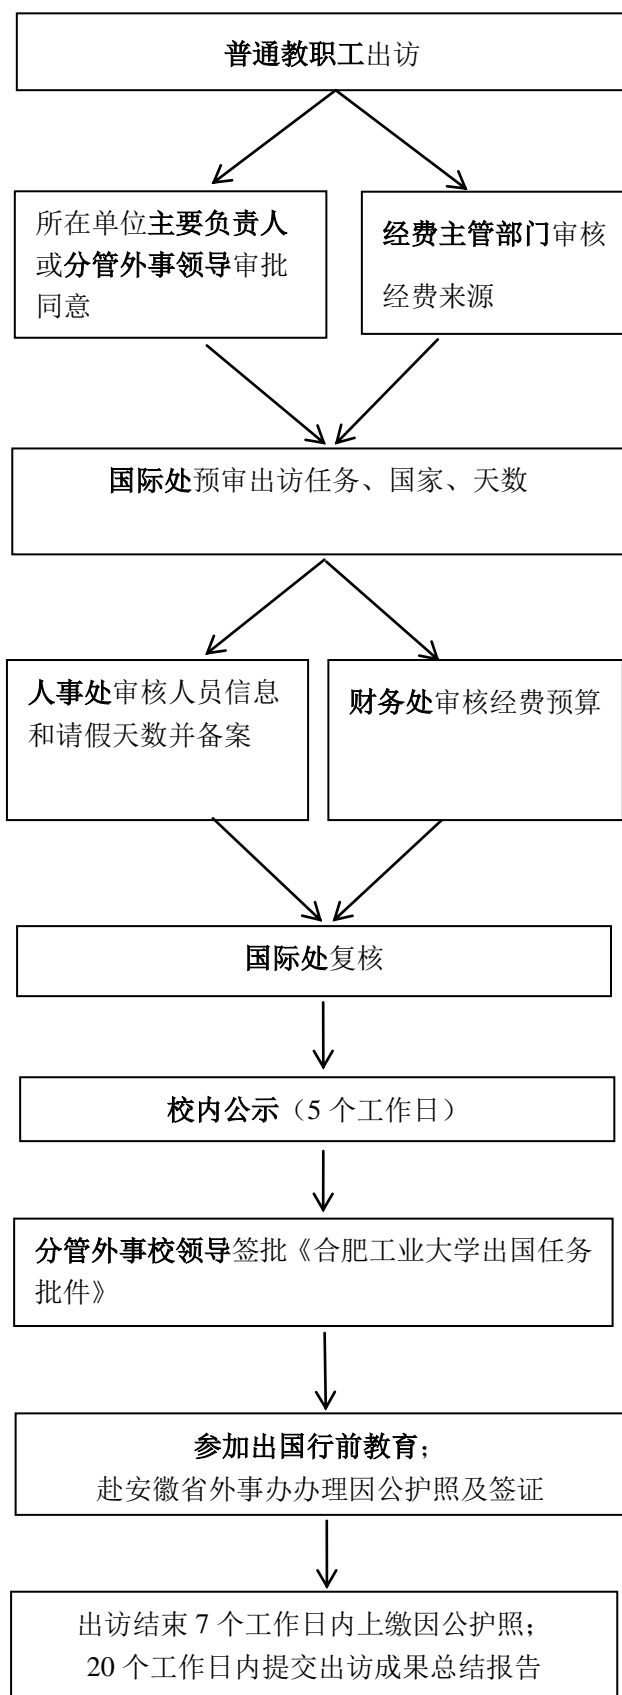 普通教职工出访
所在单位主要负责人
或分管外事领导审批
同意
经费主管部门审核
经费来源
国际处预审出访任务、国家、天数
人事处审核人员信息
和请假天数并备案
财务处审核经费预算
国际处复核
校内公示（5 个工作日）
分管外事校领导签批《合肥工业大学出国任务
批件》
参加出国行前教育；
赴安徽省外事办办理因公护照及签证
出访结束 7 个工作日内上缴因公护照；
20 个工作日内提交出访成果总结报告